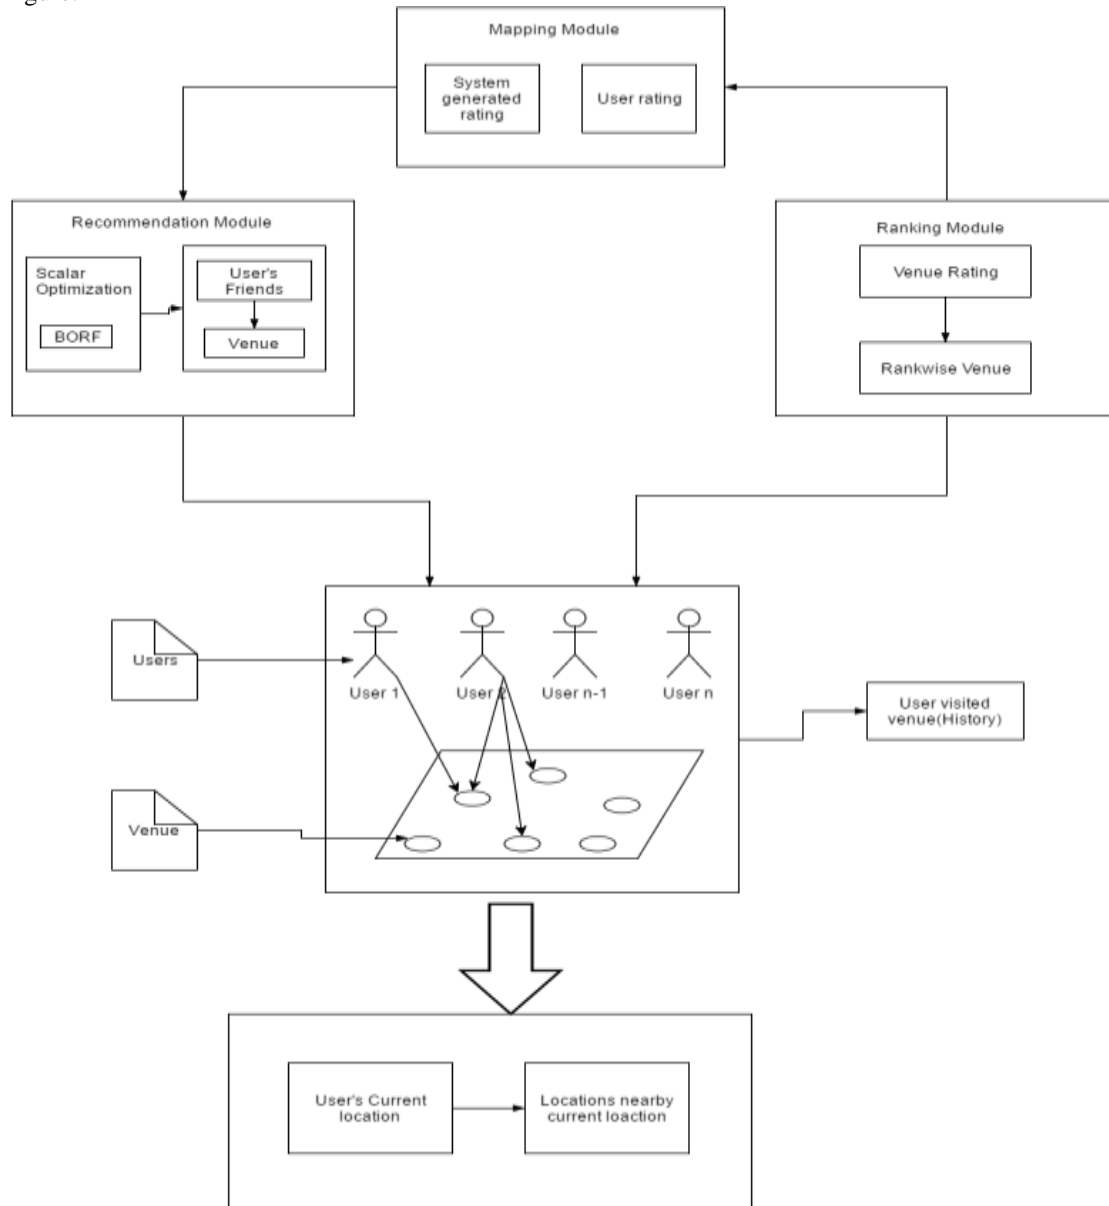 Mapping Module
System
generated
rating
User rating
Recommendation Module
Scalar
Optimization
BORF
User's
Friends
Venue
Ranking Module
Venue Rating
Rankwise Venue
Users
User 1
User 2
User n-1
User n
User visited
venue(History)
Venue
User's Current
location
Locations nearby
current loaction